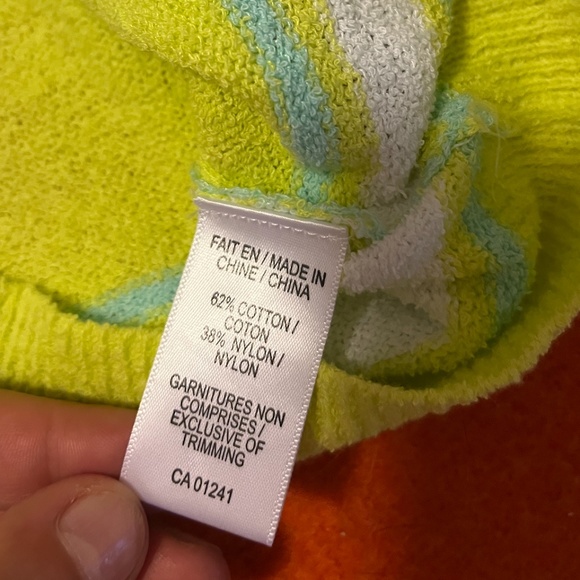 FAIT EN / MADE IN
CHINE / CHINA
62% COTTON /
COTON
38% NYLON /
NYLON
GARNITURES NON
COMPRISES /
EXCLUSIVE OF
TRIMMING
CA 01241